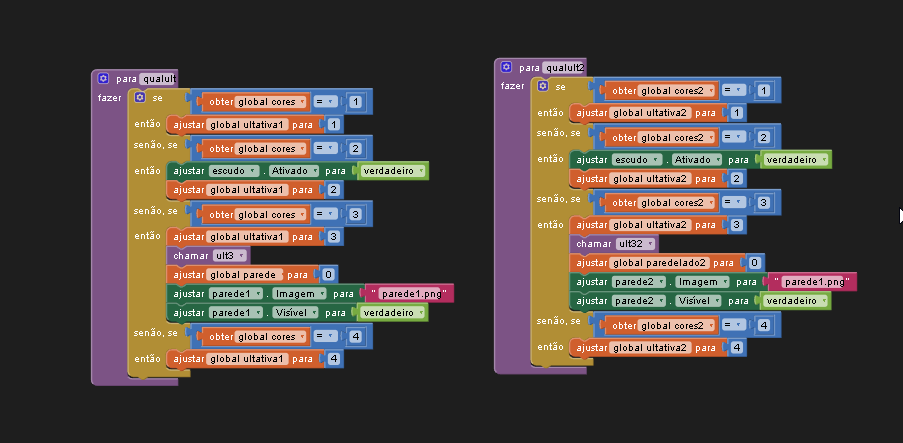 para qualult
fazer se obter global cores = 1
então ajustar global ultativa1 para 1
senão, se obter global cores = 2
então ajustar escudo . Ativado para verdadeiro
ajustar global ultativa1 para 2
senão, se obter global cores = 3
então ajustar global ultativa1 para 3
chamar ult3
ajustar global parede para 0
ajustar parede1 . Imagem para " parede1.png"
ajustar parede1 . Visível para verdadeiro
senão, se obter global cores = 4
então ajustar global ultativa1 para 4
para qualult2
fazer se obter global cores2 = 1
então ajustar global ultativa2 para 1
senão, se obter global cores2 = 2
então ajustar escudo . Ativado para verdadeiro
ajustar global ultativa2 para 2
senão, se obter global cores2 = 3
então ajustar global ultativa2 para 3
chamar ult32
ajustar global paredelado2 para 0
ajustar parede2 . Imagem para " parede1.png"
ajustar parede2 . Visível para verdadeiro
senão, se obter global cores2 = 4
então ajustar global ultativa2 para 4